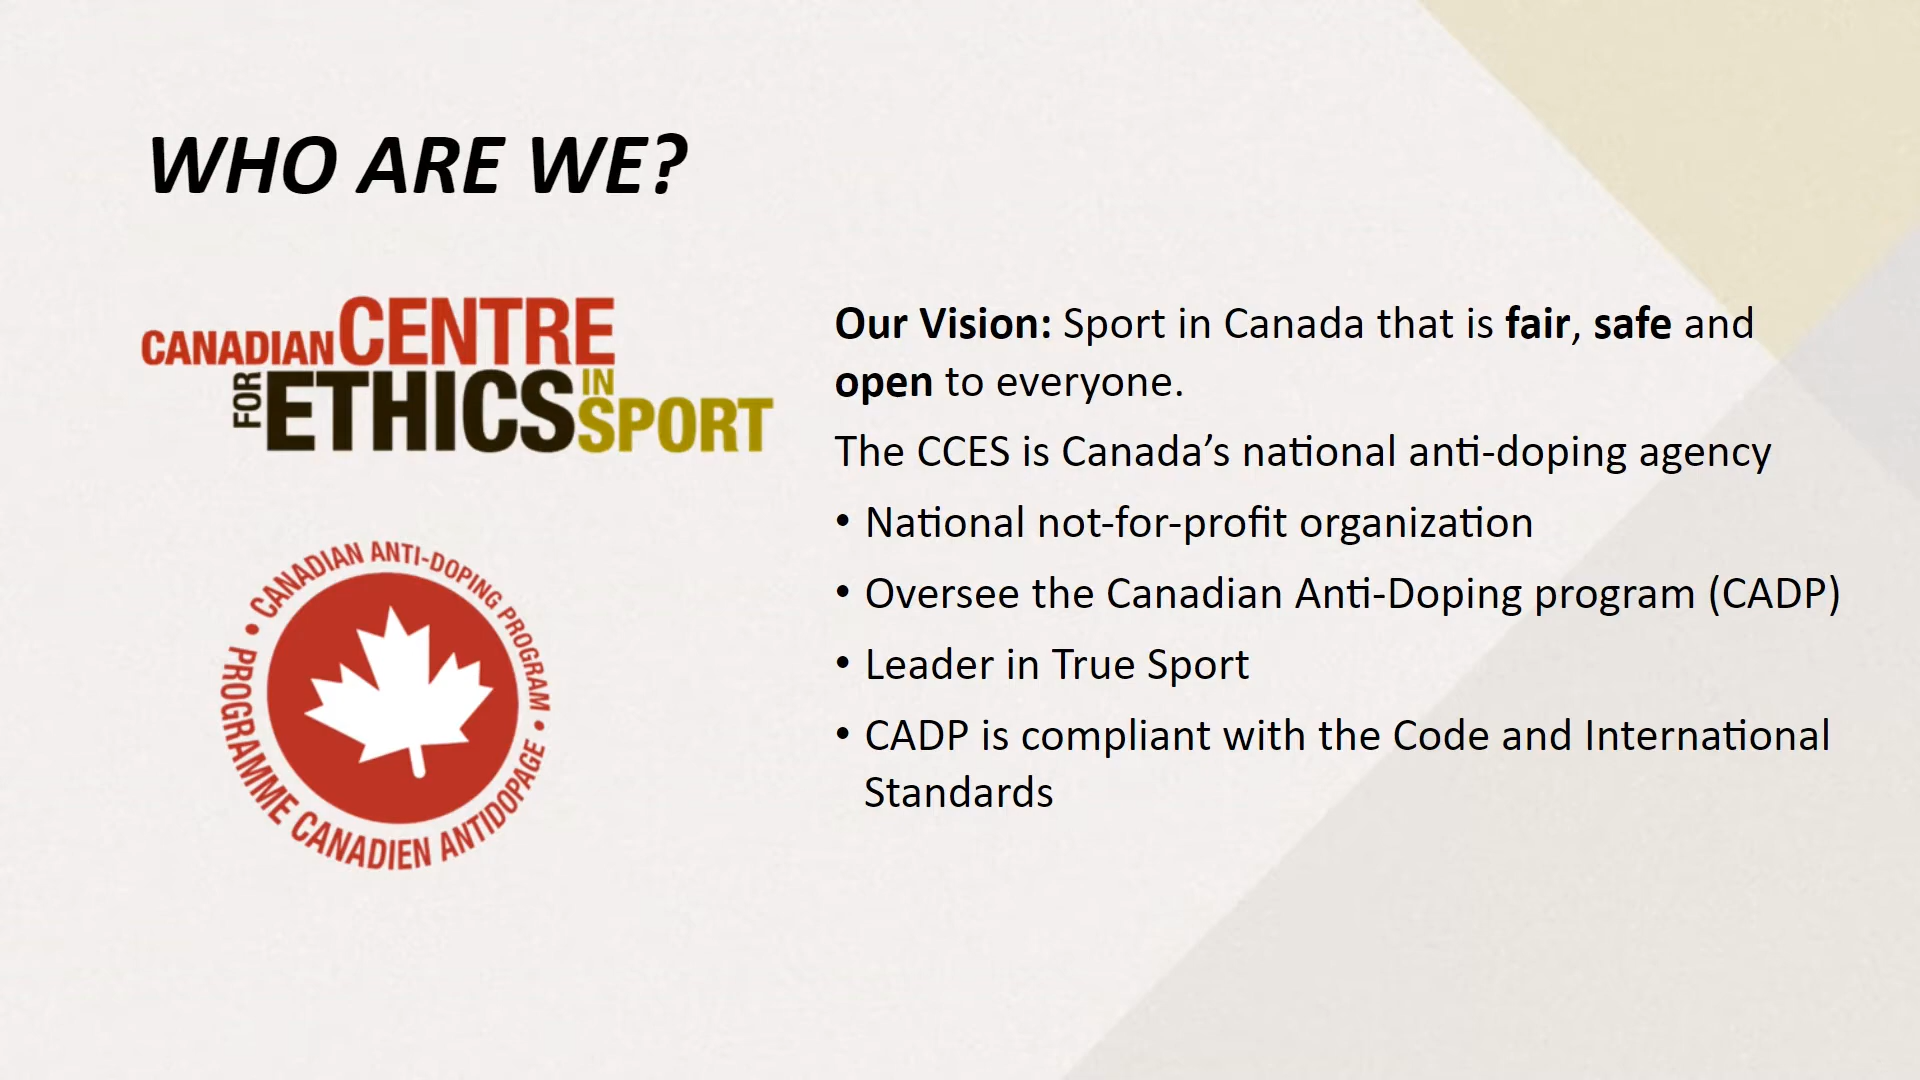 WHO ARE WE?
CANADIAN CENTRE
FOR ETHICS IN SPORT
• CANADIAN ANTI-DOPING PROGRAM •
PROGRAMME CANADIEN ANTIDOPAGE
Our Vision: Sport in Canada that is fair, safe and
open to everyone.
The CCES is Canada’s national anti-doping agency
• National not-for-profit organization
• Oversee the Canadian Anti-Doping program (CADP)
• Leader in True Sport
• CADP is compliant with the Code and International
Standards